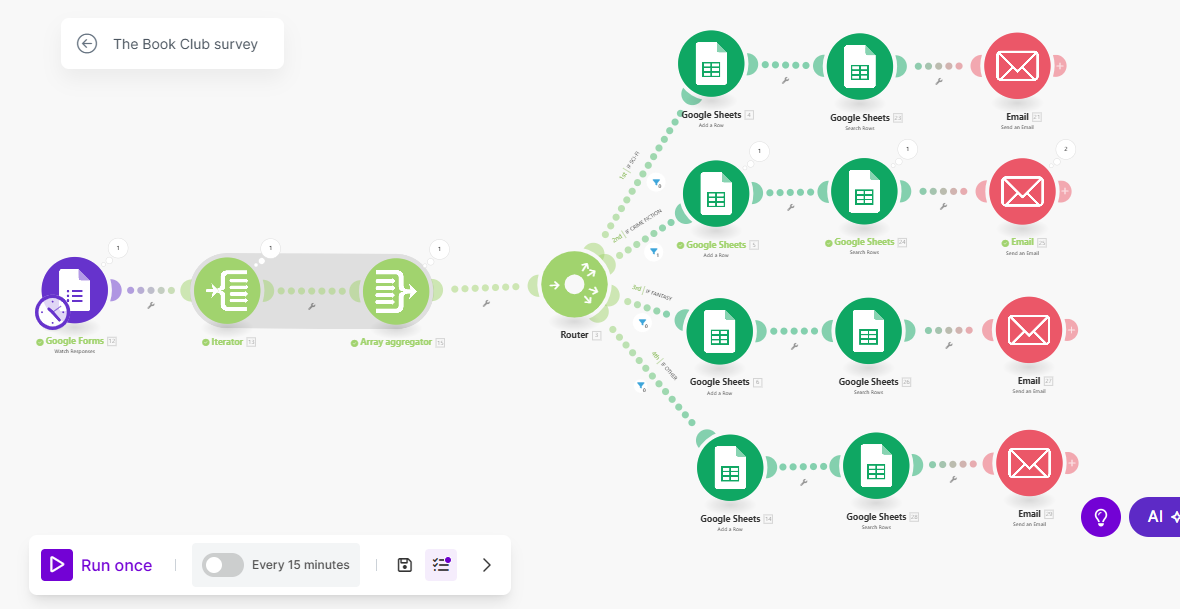 The Book Club survey
Google Sheets 4
Add a Row
Google Sheets 23
Search Rows
Email 21
Send an Email
1st | IF SCI-FI
0
1
1
2
2nd | IF CRIME FICTION
1
Google Sheets 5
Add a Row
Google Sheets 24
Search Rows
Email 25
Send an Email
1
1
1
Google Forms 12
Watch Responses
Iterator 13
Array aggregator 15
Router 3
3rd | IF FANTASY
0
Google Sheets 6
Add a Row
Google Sheets 26
Search Rows
Email 27
Send an Email
4th | IF OTHER
0
Google Sheets 14
Add a Row
Google Sheets 28
Search Rows
Email 29
Send an Email
AI
Run once
Every 15 minutes